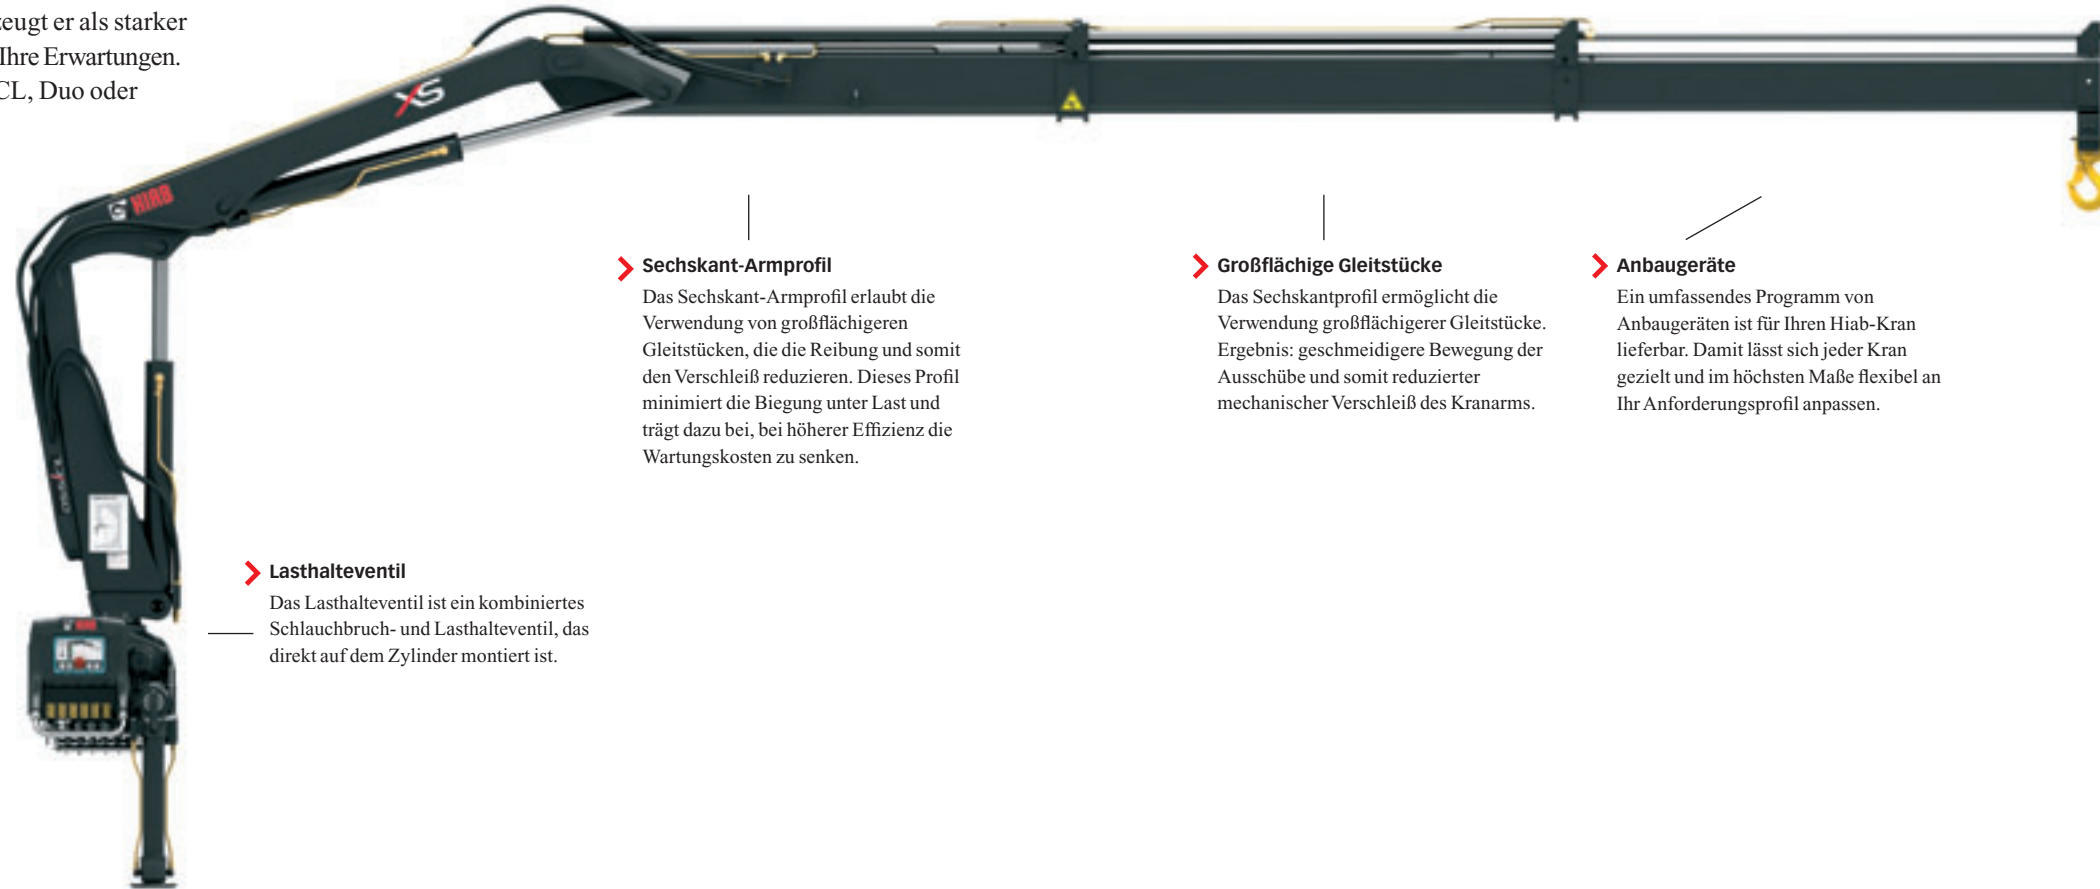 zeugt er als starker
Ihre Erwartungen.
CL, Duo oder
XS
HIAB
Sechskant-Armprofil
Das Sechskant-Armprofil erlaubt die
Verwendung von großflächigeren
Gleitstücken, die die Reibung und somit
den Verschleiß reduzieren. Dieses Profil
minimiert die Biegung unter Last und
trägt dazu bei, bei höherer Effizienz die
Wartungskosten zu senken.
Großflächige Gleitstücke
Das Sechskantprofil ermöglicht die
Verwendung großflächigerer Gleitstücke.
Ergebnis: geschmeidigere Bewegung der
Ausschübe und somit reduzierter
mechanischer Verschleiß des Kranarms.
Anbaugeräte
Ein umfassendes Programm von
Anbaugeräten ist für Ihren Hiab-Kran
lieferbar. Damit lässt sich jeder Kran
gezielt und im höchsten Maße flexibel an
Ihr Anforderungsprofil anpassen.
Lasthalteventil
Das Lasthalteventil ist ein kombiniertes
Schlauchbruch- und Lasthalteventil, das
direkt auf dem Zylinder montiert ist.